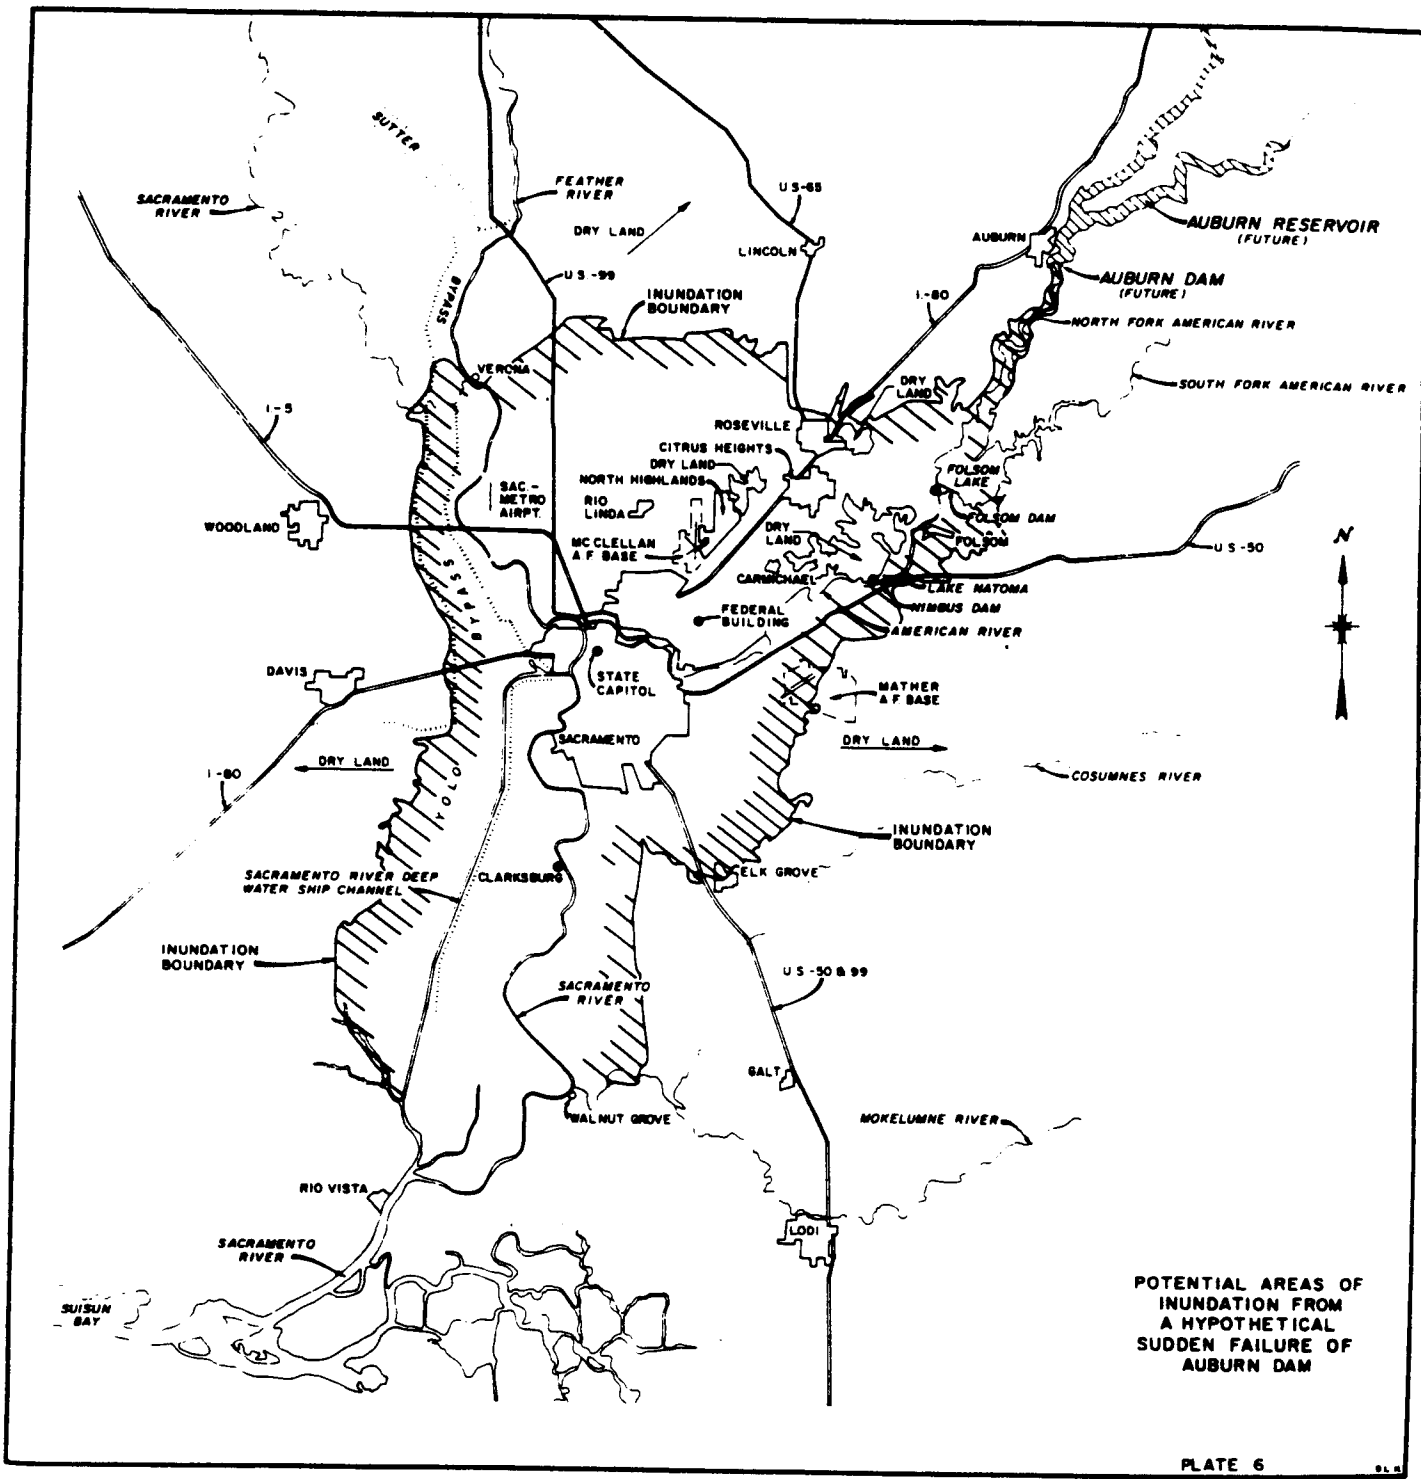 SUTTER
SACRAMENTO
RIVER
FEATHER
RIVER
DRY LAND
US-65
LINCOLN
AUBURN
AUBURN RESERVOIR
(FUTURE)
AUBURN DAM
(FUTURE)
NORTH FORK AMERICAN RIVER
SOUTH FORK AMERICAN RIVER
I-80
US-99
BYPASS
INUNDATION
BOUNDARY
VERONA
I-5
DRY
LAND
ROSEVILLE
CITRUS HEIGHTS
DRY LAND
NORTH HIGHLANDS
RIO
LINDA
SAC.-
METRO
AIRPT.
WOODLAND
MC CLELLAN
A F BASE
DRY
LAND
CARMICHAEL
FOLSOM
LAKE
FOLSOM DAM
FOLSOM
US-50
N
LAKE NATOMA
NIMBUS DAM
AMERICAN RIVER
FEDERAL
BUILDING
STATE
CAPITOL
DAVIS
BYPASS
MATHER
A F BASE
SACRAMENTO
DRY LAND
DRY LAND
I-80
YOLO
COSUMNES RIVER
INUNDATION
BOUNDARY
SACRAMENTO RIVER DEEP
WATER SHIP CHANNEL
CLARKSBURG
ELK GROVE
INUNDATION
BOUNDARY
US-50 & 99
SACRAMENTO
RIVER
GALT
WALNUT GROVE
MOKELUMNE RIVER
RIO VISTA
LODI
SACRAMENTO
RIVER
SUISUN
BAY
POTENTIAL AREAS OF
INUNDATION FROM
A HYPOTHETICAL
SUDDEN FAILURE OF
AUBURN DAM
PLATE 6